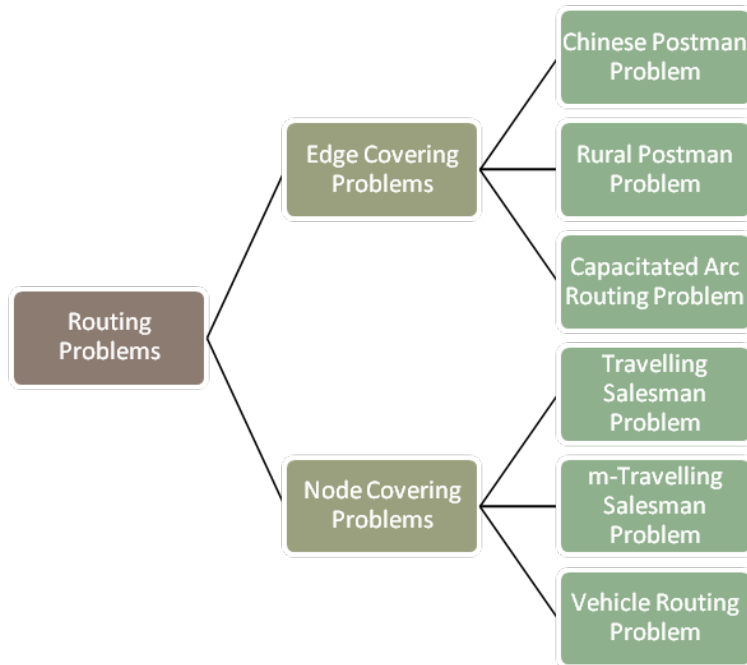 Chinese Postman
Problem
Edge Covering
Problems
Rural Postman
Problem
Capacitated Arc
Routing Problem
Routing
Problems
Travelling
Salesman
Problem
Node Covering
Problems
m-Travelling
Salesman
Problem
Vehicle Routing
Problem